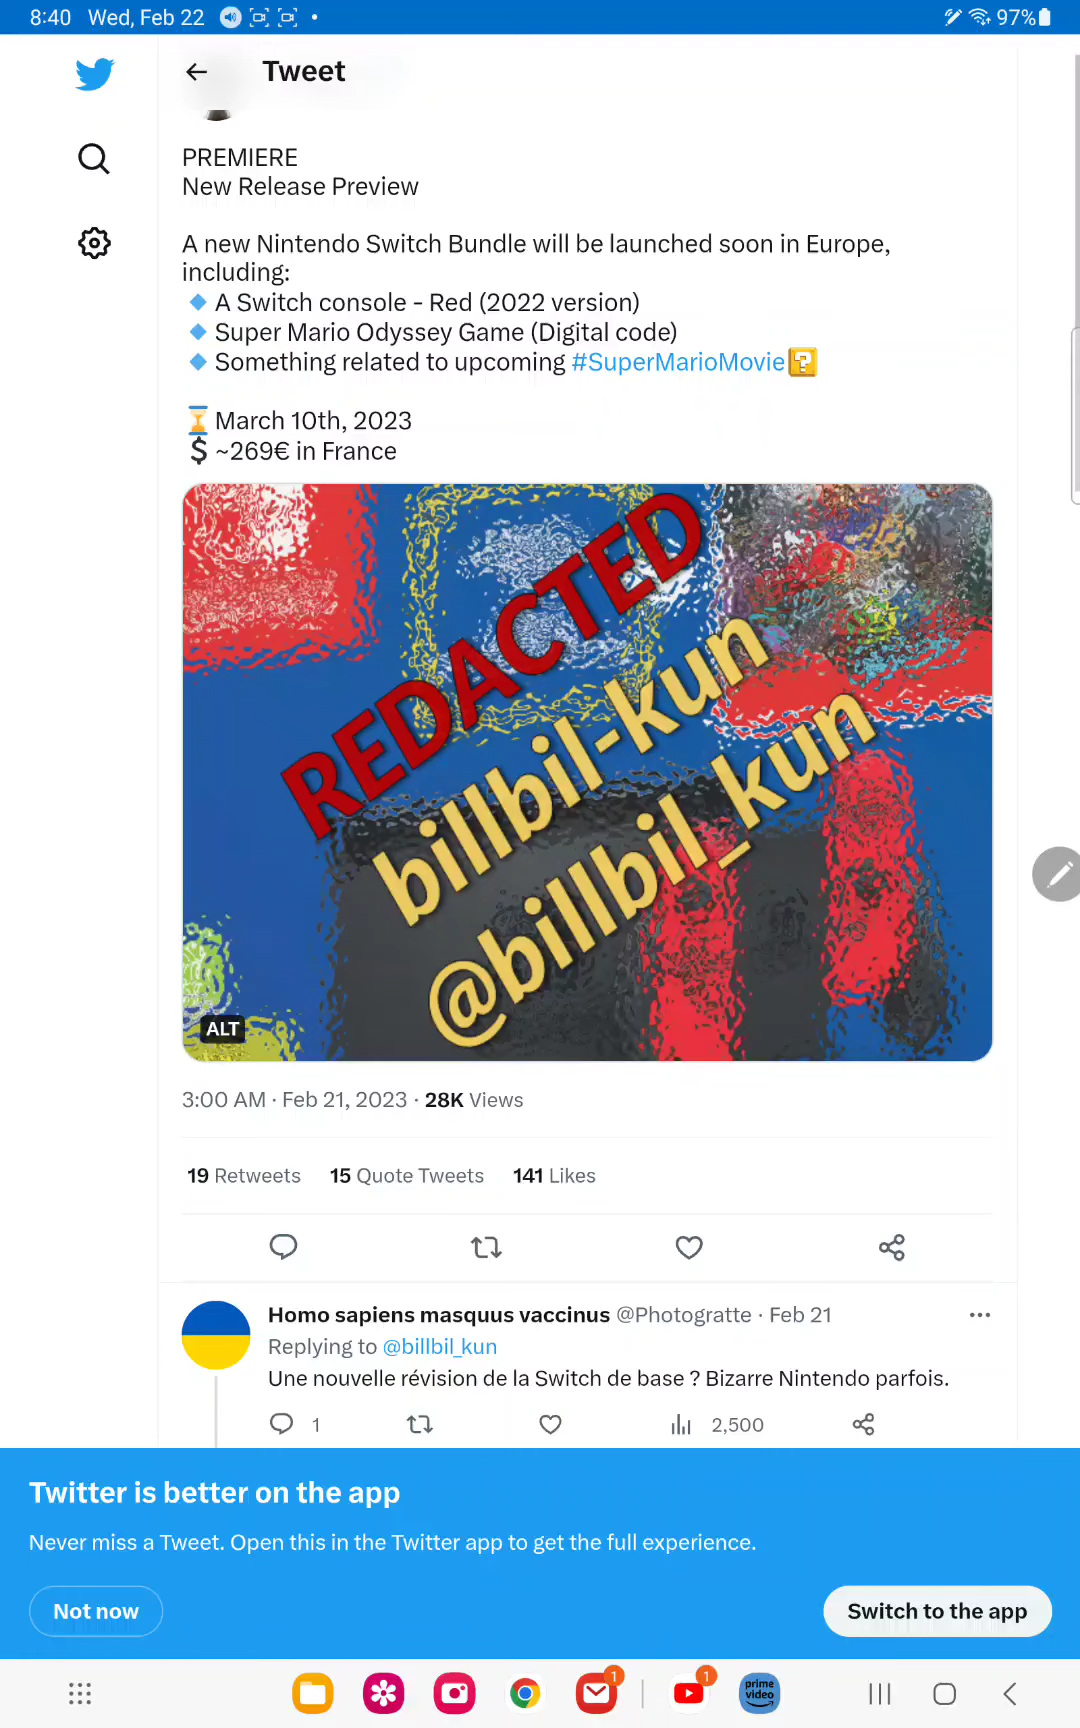 8:40 Wed, Feb 22
97%
Tweet
PREMIERE
New Release Preview
A new Nintendo Switch Bundle will be launched soon in Europe,
including:
🔹 A Switch console - Red (2022 version)
🔹 Super Mario Odyssey Game (Digital code)
🔹 Something related to upcoming #SuperMarioMovie
⏳ March 10th, 2023
💲 ~269€ in France
REDACTED
billbil-kun
@billbil_kun
ALT
3:00 AM · Feb 21, 2023 · 28K Views
19 Retweets 15 Quote Tweets 141 Likes
Homo sapiens masquus vaccinus @Photogratte · Feb 21
Replying to @billbil_kun
Une nouvelle révision de la Switch de base ? Bizarre Nintendo parfois.
1 2,500
Twitter is better on the app
Never miss a Tweet. Open this in the Twitter app to get the full experience.
Not now
Switch to the app
1
1
prime
video